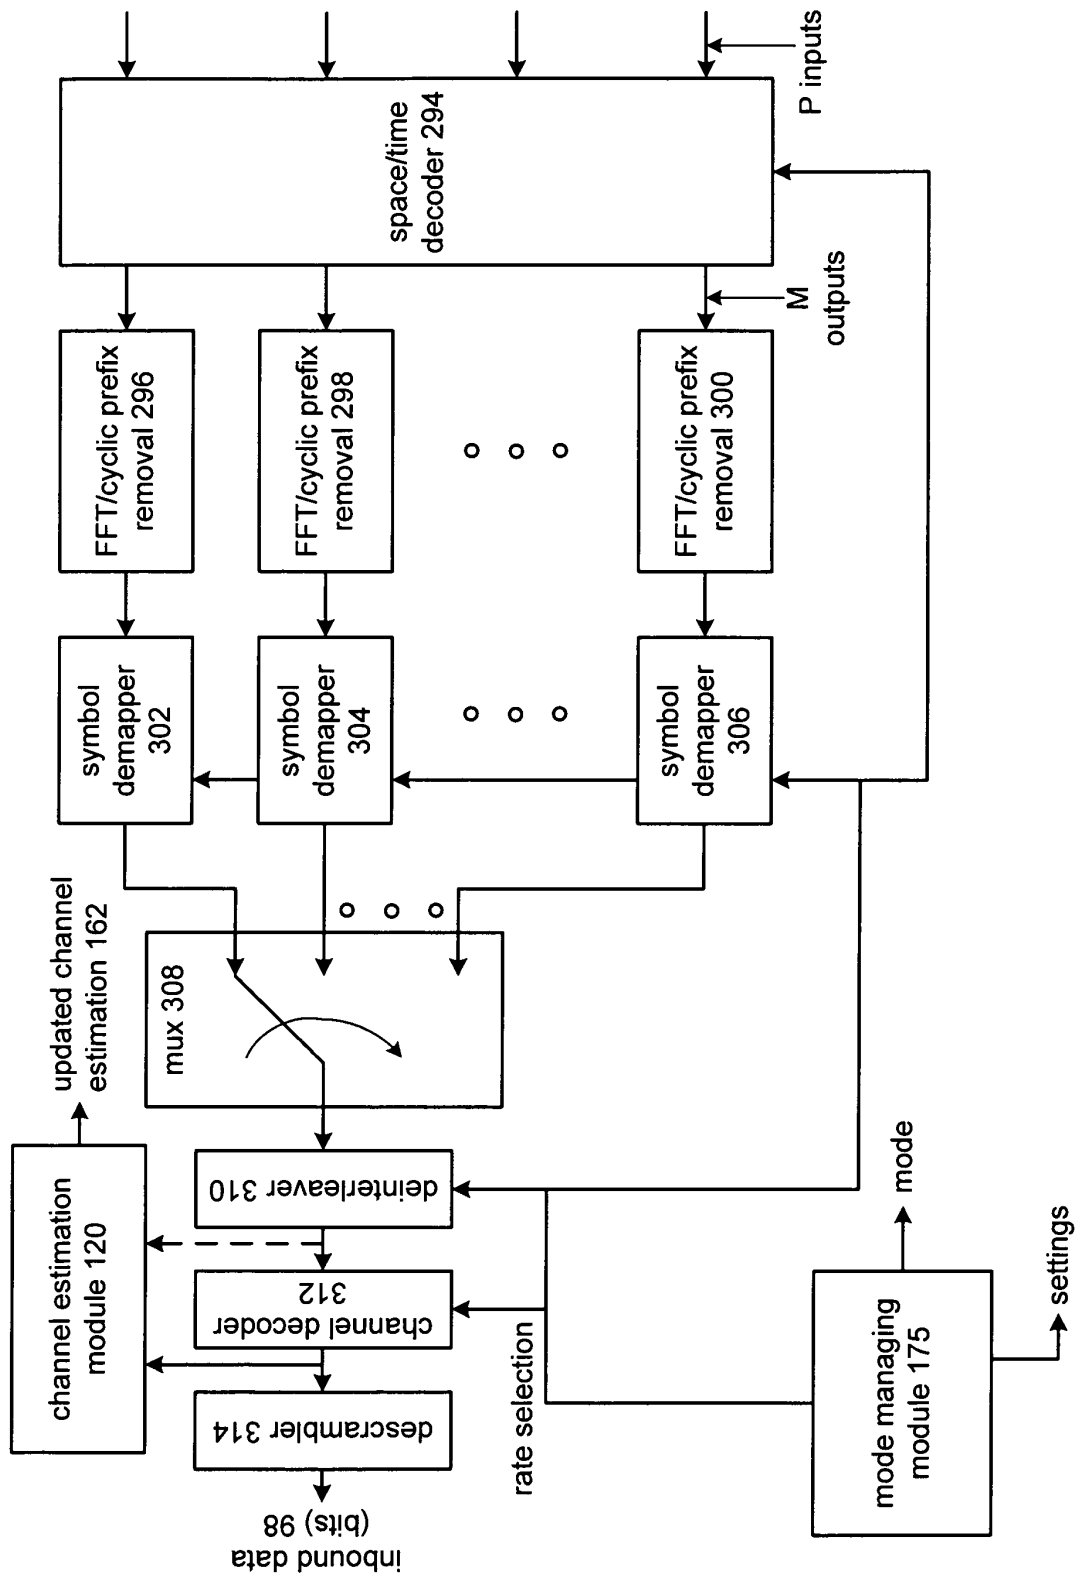 channel estimation
module 120
updated channel
estimation 162
inbound data
(bits) 98
descrambler 314
channel decoder
312
deinterleaver 310
mux 308
symbol
demapper
302
symbol
demapper
304
symbol
demapper
306
FFT/cyclic prefix
removal 296
FFT/cyclic prefix
removal 298
FFT/cyclic prefix
removal 300
space/time
decoder 294
M
outputs
P inputs
rate selection
mode managing
module 175
mode
settings